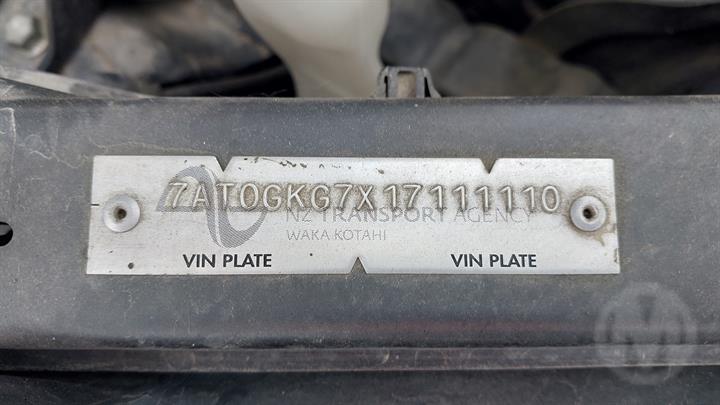 7AT0GKG7X17111110
NZ TRANSPORT AGENCY
WAKA KOTAHI
VIN PLATE VIN PLATE
M